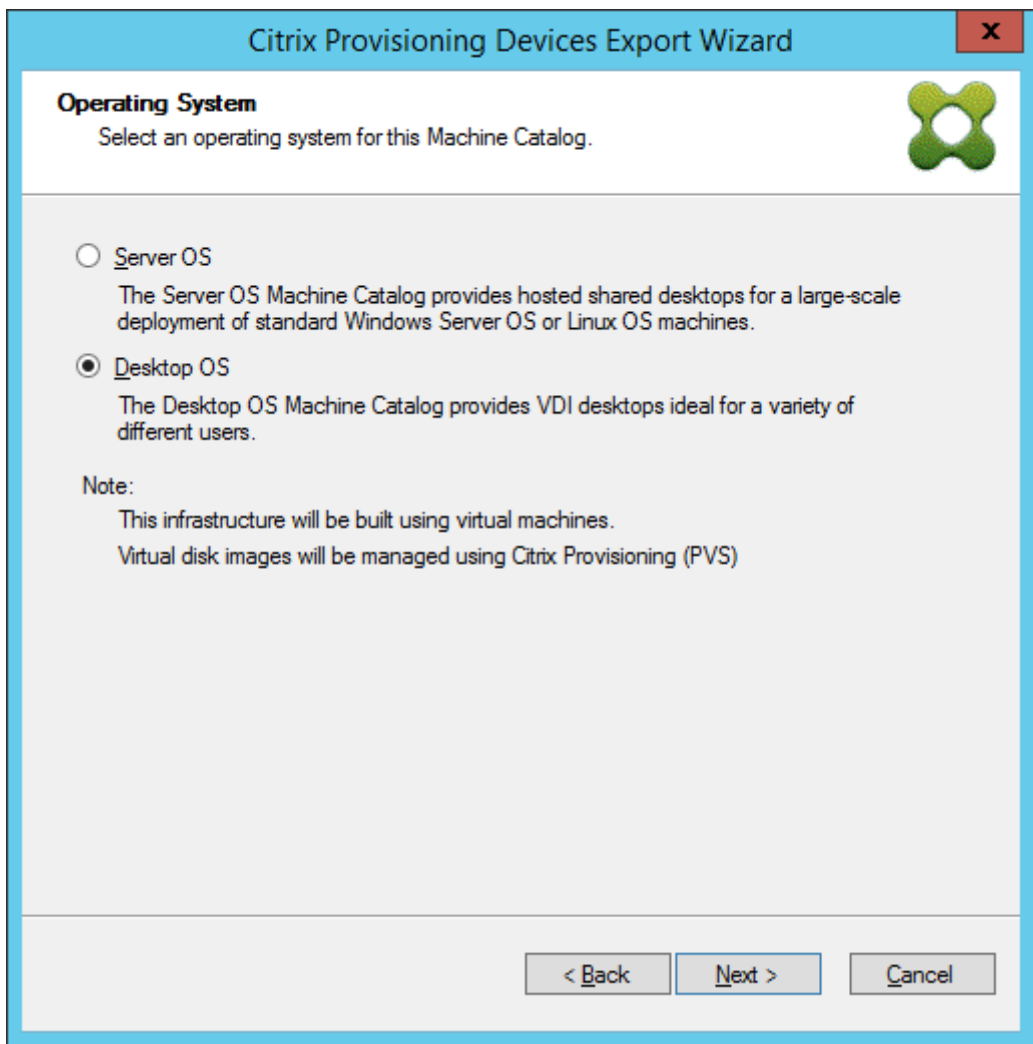 Citrix Provisioning Devices Export Wizard
x
Operating System
Select an operating system for this Machine Catalog.
Server OS
The Server OS Machine Catalog provides hosted shared desktops for a large-scale
deployment of standard Windows Server OS or Linux OS machines.
Desktop OS
The Desktop OS Machine Catalog provides VDI desktops ideal for a variety of
different users.
Note:
This infrastructure will be built using virtual machines.
Virtual disk images will be managed using Citrix Provisioning (PVS)
< Back Next > Cancel